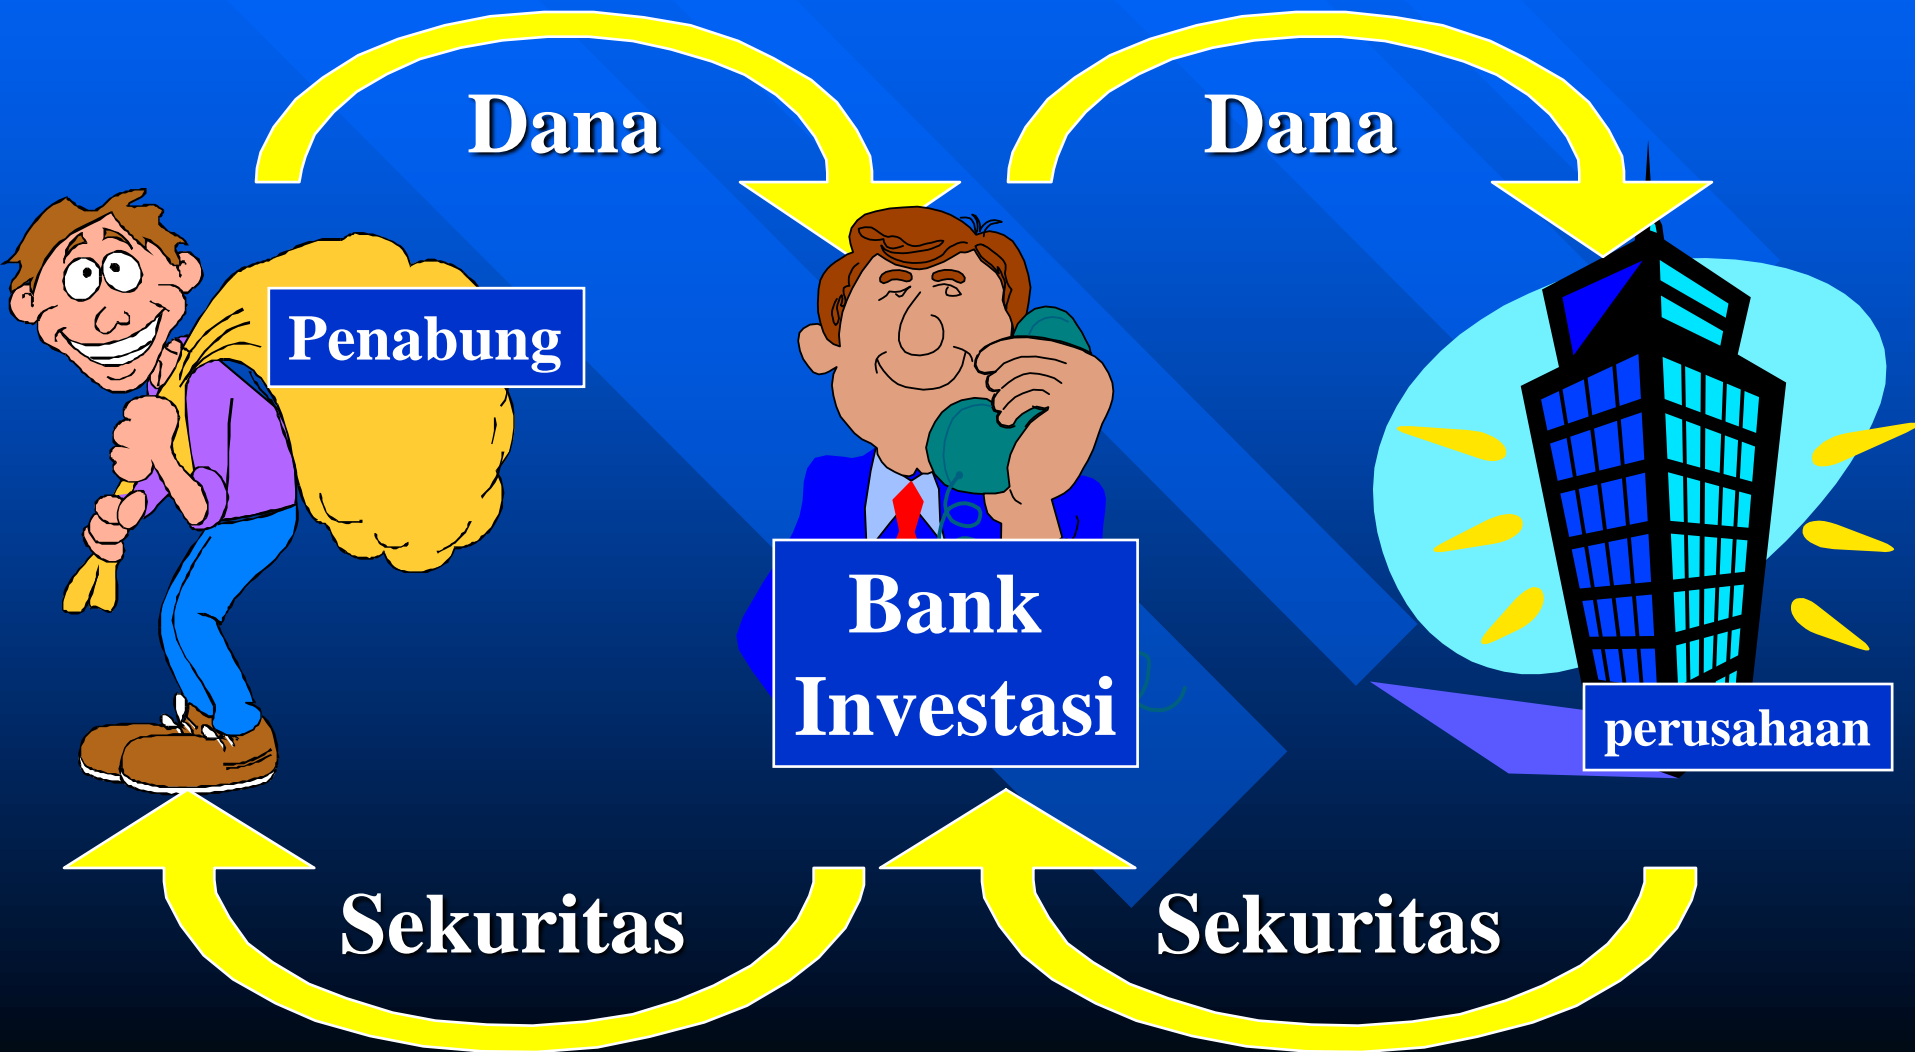 Dana
Dana
Penabung
Bank
Investasi
perusahaan
Sekuritas
Sekuritas